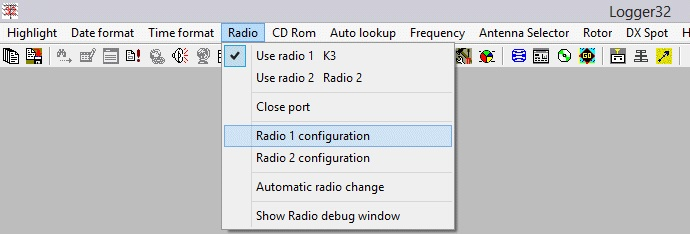 Logger32
Highlight Date format Time format Radio CD Rom Auto lookup Frequency Antenna Selector Rotor DX Spot
Use radio 1 K3
Use radio 2 Radio 2
Close port
Radio 1 configuration
Radio 2 configuration
Automatic radio change
Show Radio debug window